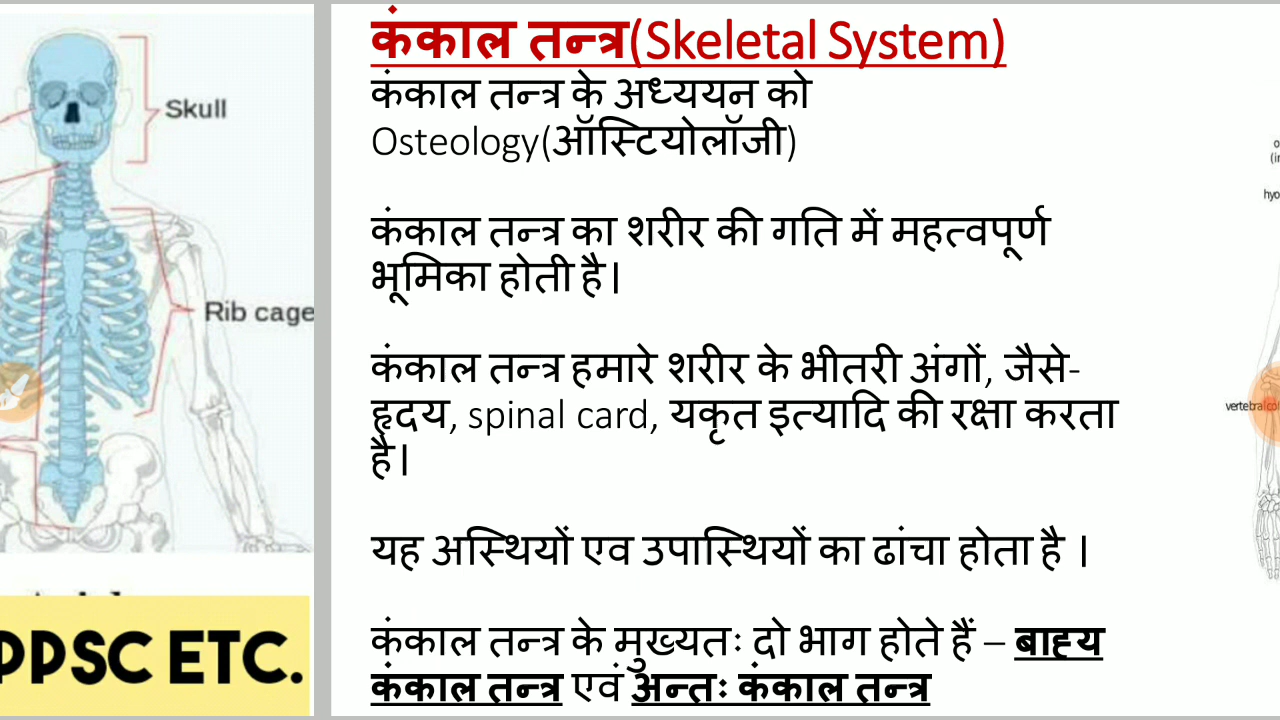 Skull
Rib cage
PPSC ETC.
कंकाल तन्त्र(Skeletal System)
कंकाल तन्त्र के अध्ययन को
Osteology(ऑस्टियोलॉजी)
कंकाल तन्त्र का शरीर की गति में महत्वपूर्ण
भूमिका होती है।
कंकाल तन्त्र हमारे शरीर के भीतरी अंगों, जैसे-
हृदय, spinal card, यकृत इत्यादि की रक्षा करता
है।
यह अस्थियों एव उपास्थियों का ढांचा होता है ।
कंकाल तन्त्र के मुख्यतः दो भाग होते हैं – बाह्य
कंकाल तन्त्र एवं अन्तः कंकाल तन्त्र